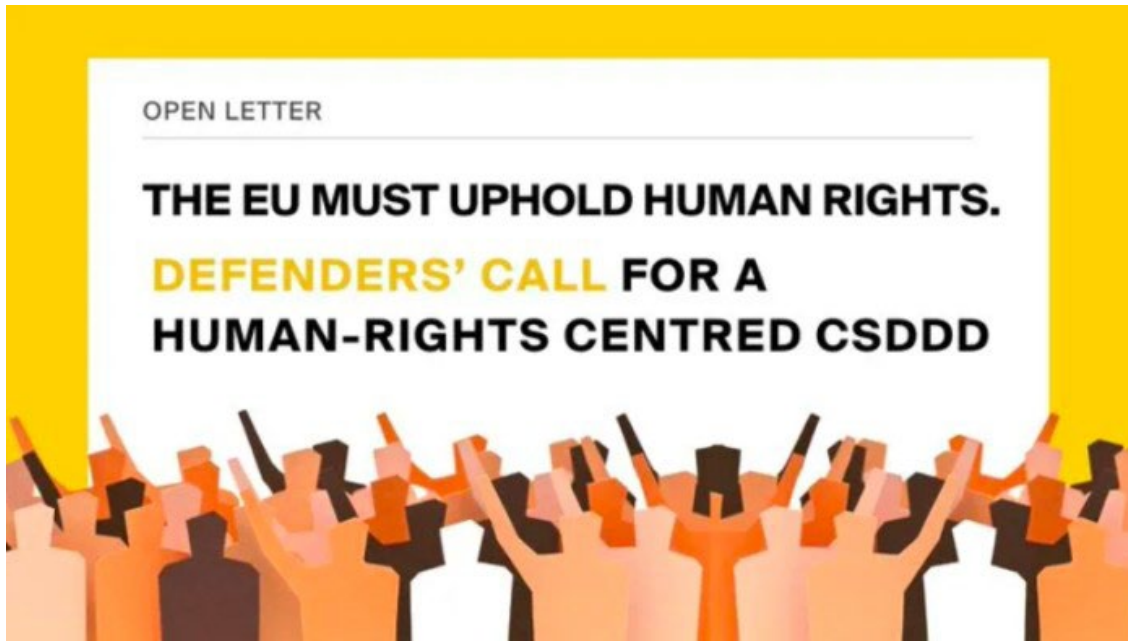 OPEN LETTER
THE EU MUST UPHOLD HUMAN RIGHTS.
DEFENDERS’ CALL FOR A
HUMAN-RIGHTS CENTRED CSDDD